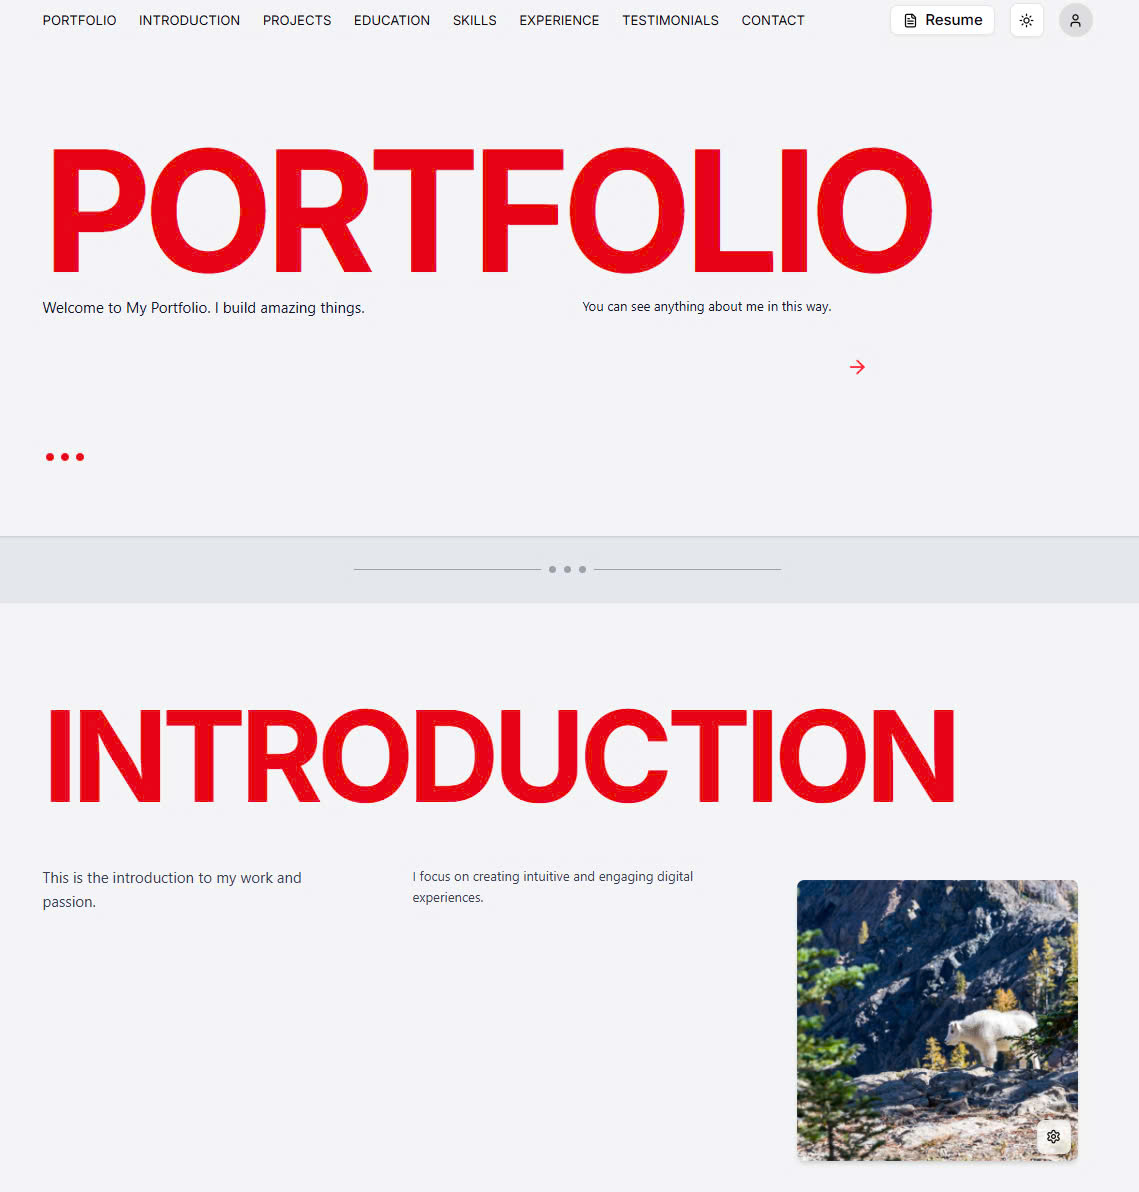 PORTFOLIO INTRODUCTION PROJECTS EDUCATION SKILLS EXPERIENCE TESTIMONIALS CONTACT Resume
PORTFOLIO
Welcome to My Portfolio. I build amazing things.
You can see anything about me in this way.
INTRODUCTION
This is the introduction to my work and
passion.
I focus on creating intuitive and engaging digital
experiences.